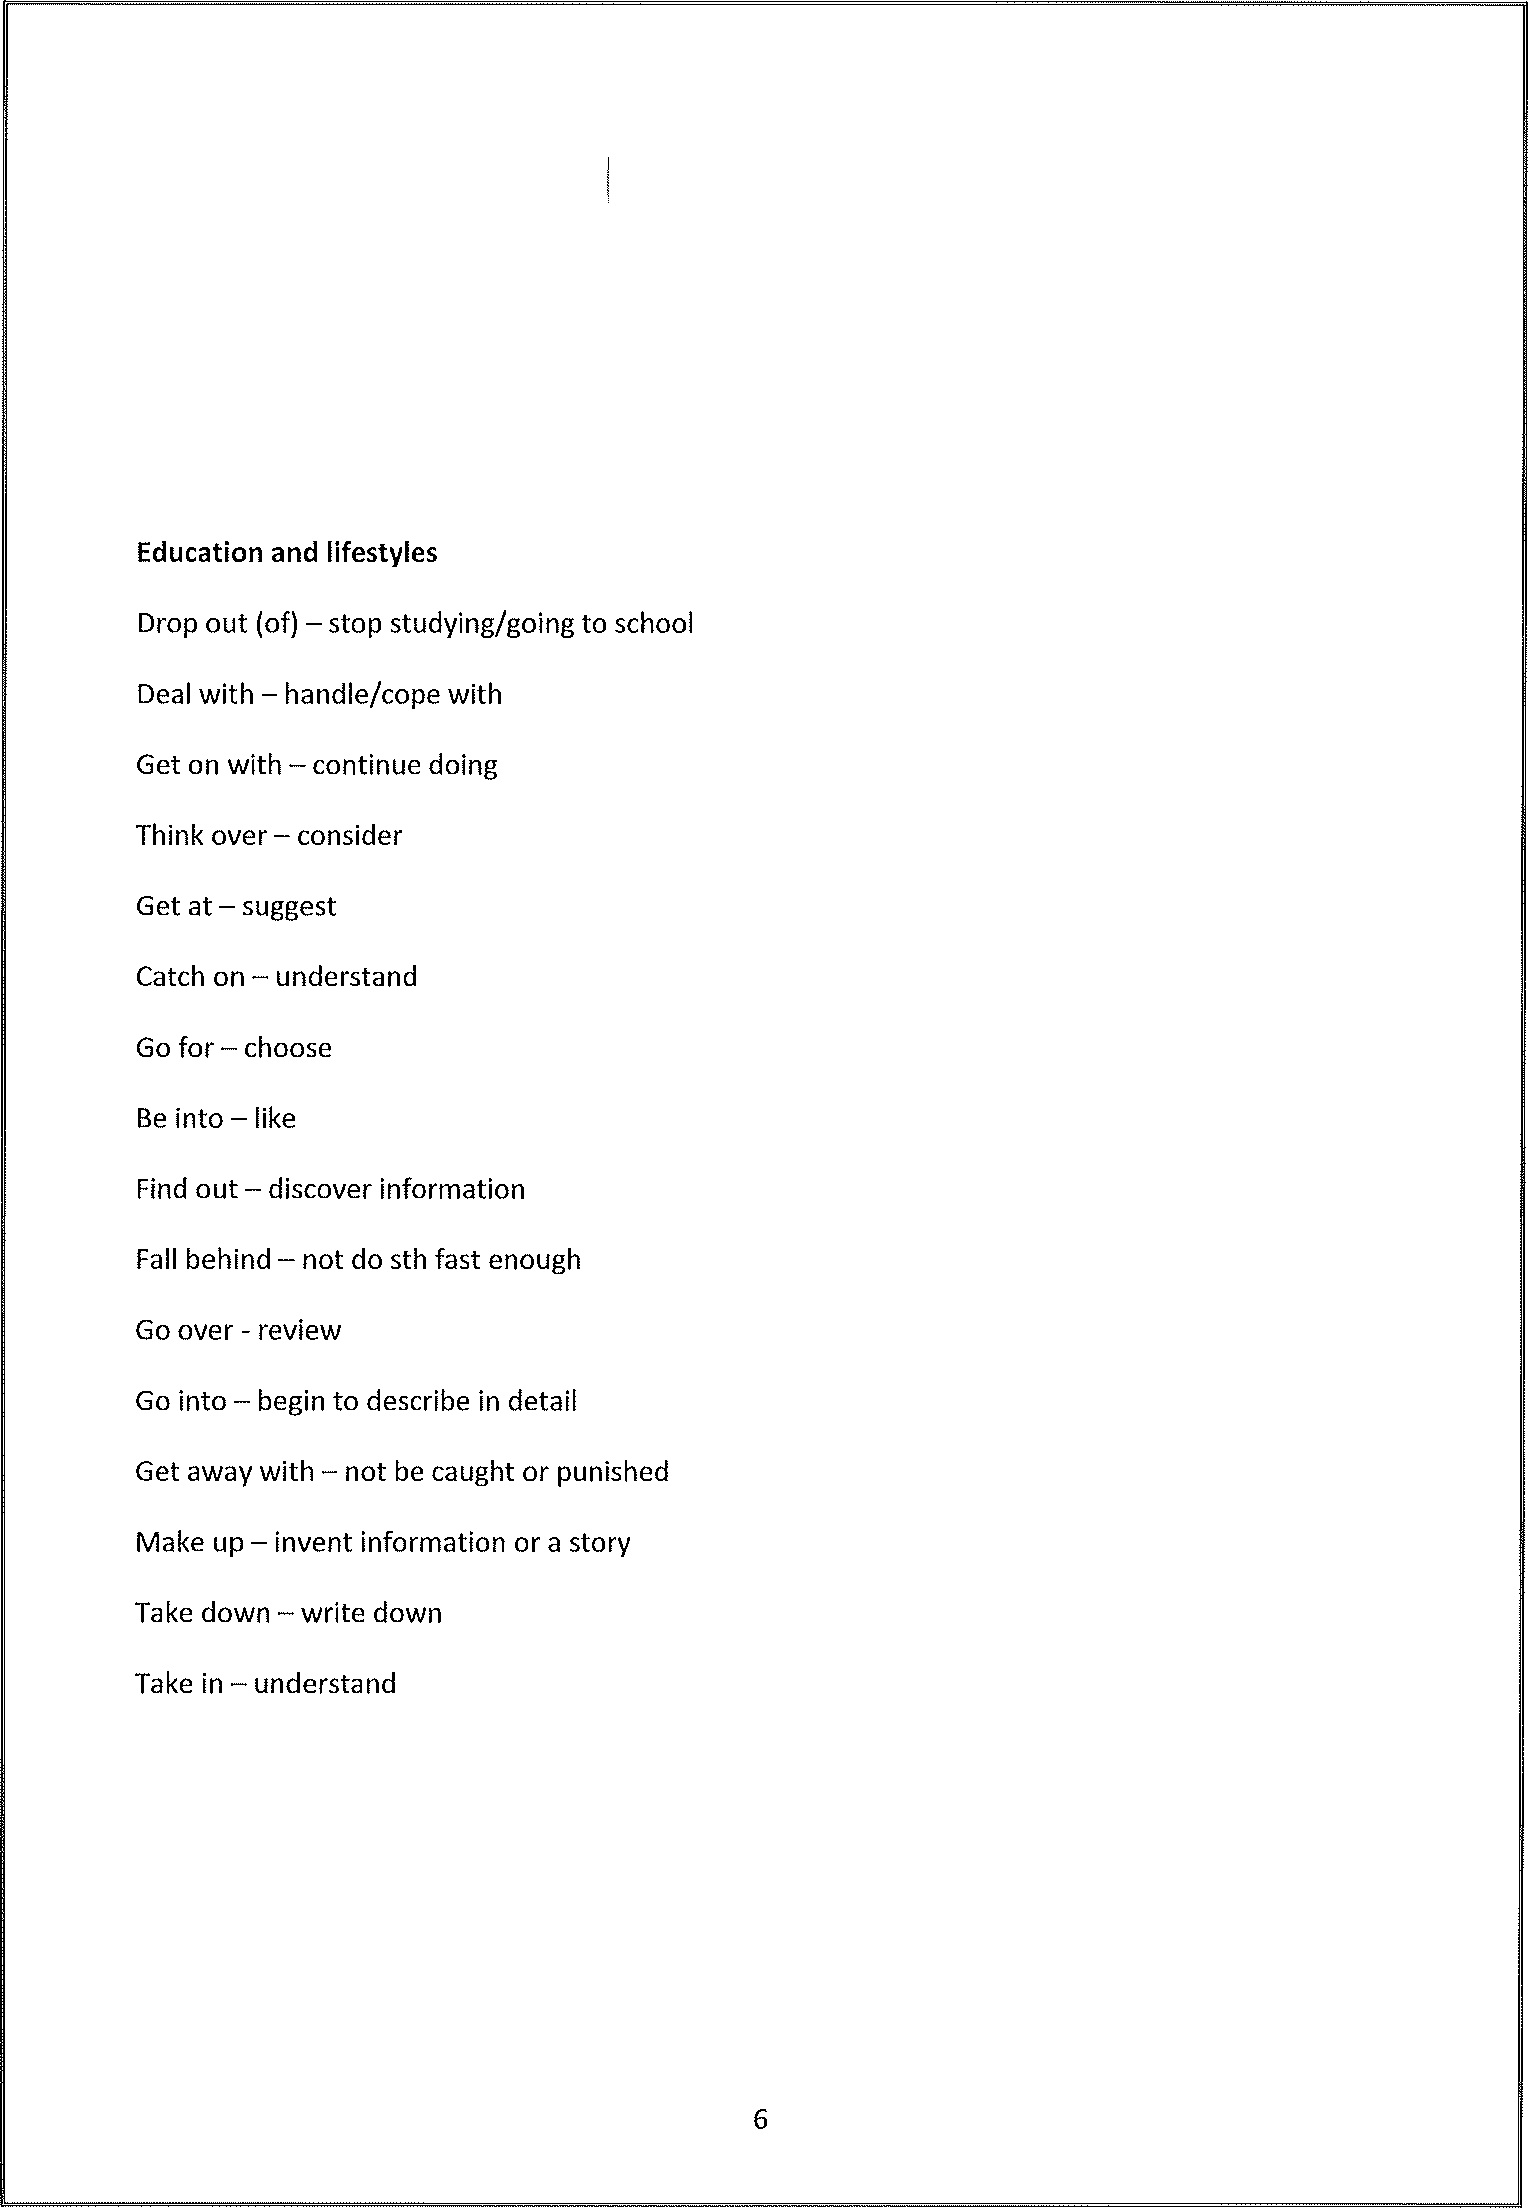 Education and lifestyles
Drop out (of) – stop studying/going to school
Deal with – handle/cope with
Get on with – continue doing
Think over – consider
Get at – suggest
Catch on – understand
Go for – choose
Be into – like
Find out – discover information
Fall behind – not do sth fast enough
Go over - review
Go into – begin to describe in detail
Get away with – not be caught or punished
Make up – invent information or a story
Take down – write down
Take in – understand
6